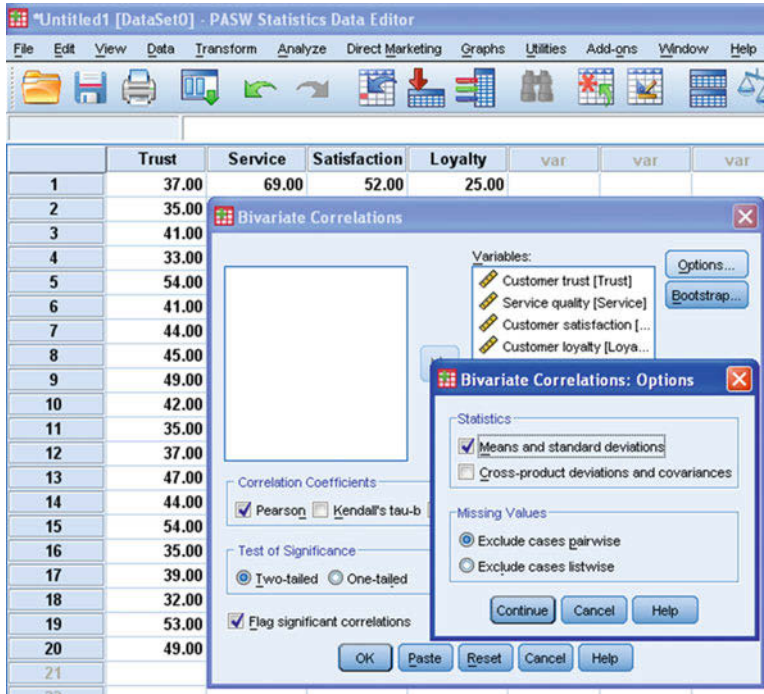 *Untitled1 [DataSet0] - PASW Statistics Data Editor
File Edit View Data Transform Analyze Direct Marketing Graphs Utilities Add-ons Window Help
Trust Service Satisfaction Loyalty var var var
1 37.00 69.00 52.00 25.00
2 35.00
3 41.00
4 33.00
5 54.00
6 41.00
7 44.00
8 45.00
9 49.00
10 42.00
11 35.00
12 37.00
13 47.00
14 44.00
15 54.00
16 35.00
17 39.00
18 32.00
19 53.00
20 49.00
21
Bivariate Correlations
Variables:
Customer trust [Trust]
Service quality [Service]
Customer satisfaction [...
Customer loyalty [Loya...
Options...
Bootstrap...
Correlation Coefficients
Pearson Kendall's tau-b
Test of Significance
Two-tailed One-tailed
Flag significant correlations
OK Paste Reset Cancel Help
Bivariate Correlations: Options
Statistics
Means and standard deviations
Cross-product deviations and covariances
Missing Values
Exclude cases pairwise
Exclude cases listwise
Continue Cancel Help